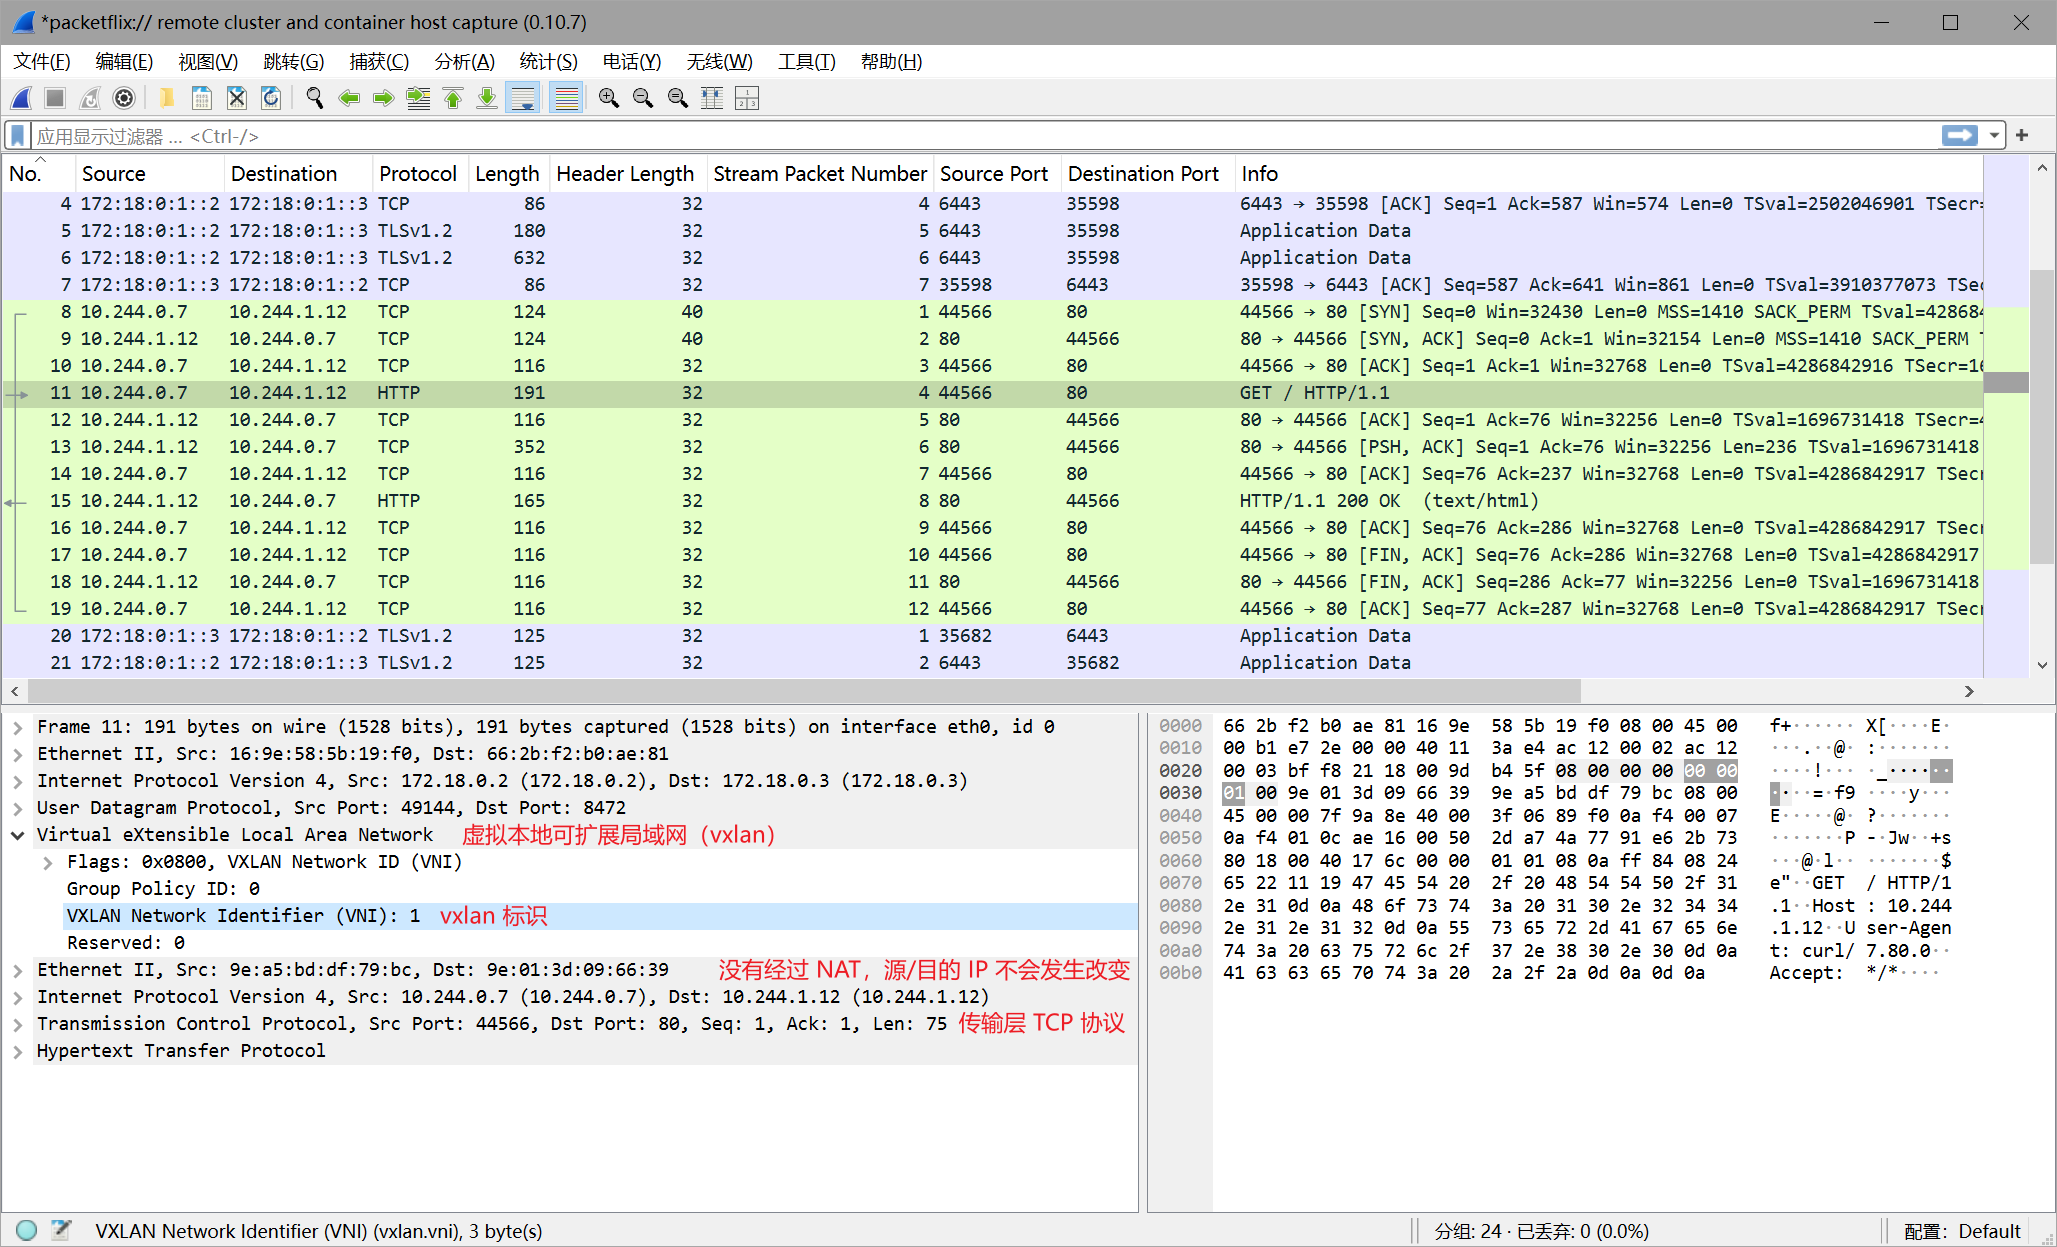 *packetflix:// remote cluster and container host capture (0.10.7)
文件(F) 编辑(E) 视图(V) 跳转(G) 捕获(C) 分析(A) 统计(S) 电话(Y) 无线(W) 工具(T) 帮助(H)
应用显示过滤器 … <Ctrl-/>
No. Source Destination Protocol Length Header Length Stream Packet Number Source Port Destination Port Info
4 172:18:0:1::2 172:18:0:1::3 TCP 86 32 4 6443 35598 6443 → 35598 [ACK] Seq=1 Ack=587 Win=574 Len=0 TSval=2502046901 TSecr=
5 172:18:0:1::2 172:18:0:1::3 TLSv1.2 180 32 5 6443 35598 Application Data
6 172:18:0:1::2 172:18:0:1::3 TLSv1.2 632 32 6 6443 35598 Application Data
7 172:18:0:1::3 172:18:0:1::2 TCP 86 32 7 35598 6443 35598 → 6443 [ACK] Seq=587 Ack=641 Win=861 Len=0 TSval=3910377073 TSec
8 10.244.0.7 10.244.1.12 TCP 124 40 1 44566 80 44566 → 80 [SYN] Seq=0 Win=32430 Len=0 MSS=1410 SACK_PERM TSval=428684
9 10.244.1.12 10.244.0.7 TCP 124 40 2 80 44566 80 → 44566 [SYN, ACK] Seq=0 Ack=1 Win=32154 Len=0 MSS=1410 SACK_PERM T
10 10.244.0.7 10.244.1.12 TCP 116 32 3 44566 80 44566 → 80 [ACK] Seq=1 Ack=1 Win=32768 Len=0 TSval=4286842916 TSecr=16
11 10.244.0.7 10.244.1.12 HTTP 191 32 4 44566 80 GET / HTTP/1.1
12 10.244.1.12 10.244.0.7 TCP 116 32 5 80 44566 80 → 44566 [ACK] Seq=1 Ack=76 Win=32256 Len=0 TSval=1696731418 TSecr=4
13 10.244.1.12 10.244.0.7 TCP 352 32 6 80 44566 80 → 44566 [PSH, ACK] Seq=1 Ack=76 Win=32256 Len=236 TSval=1696731418
14 10.244.0.7 10.244.1.12 TCP 116 32 7 44566 80 44566 → 80 [ACK] Seq=76 Ack=237 Win=32768 Len=0 TSval=4286842917 TSecr
15 10.244.1.12 10.244.0.7 HTTP 165 32 8 80 44566 HTTP/1.1 200 OK (text/html)
16 10.244.0.7 10.244.1.12 TCP 116 32 9 44566 80 44566 → 80 [ACK] Seq=76 Ack=286 Win=32768 Len=0 TSval=4286842917 TSecr
17 10.244.0.7 10.244.1.12 TCP 116 32 10 44566 80 44566 → 80 [FIN, ACK] Seq=76 Ack=286 Win=32768 Len=0 TSval=4286842917
18 10.244.1.12 10.244.0.7 TCP 116 32 11 80 44566 80 → 44566 [FIN, ACK] Seq=286 Ack=77 Win=32256 Len=0 TSval=1696731418
19 10.244.0.7 10.244.1.12 TCP 116 32 12 44566 80 44566 → 80 [ACK] Seq=77 Ack=287 Win=32768 Len=0 TSval=4286842917 TSecr
20 172:18:0:1::3 172:18:0:1::2 TLSv1.2 125 32 1 35682 6443 Application Data
21 172:18:0:1::2 172:18:0:1::3 TLSv1.2 125 32 2 6443 35682 Application Data
Frame 11: 191 bytes on wire (1528 bits), 191 bytes captured (1528 bits) on interface eth0, id 0
Ethernet II, Src: 16:9e:58:5b:19:f0, Dst: 66:2b:f2:b0:ae:81
Internet Protocol Version 4, Src: 172.18.0.2 (172.18.0.2), Dst: 172.18.0.3 (172.18.0.3)
User Datagram Protocol, Src Port: 49144, Dst Port: 8472
Virtual eXtensible Local Area Network 虚拟本地可扩展局域网（vxlan）
Flags: 0x0800, VXLAN Network ID (VNI)
Group Policy ID: 0
VXLAN Network Identifier (VNI): 1 vxlan 标识
Reserved: 0
Ethernet II, Src: 9e:a5:bd:df:79:bc, Dst: 9e:01:3d:09:66:39 没有经过 NAT，源/目的 IP 不会发生改变
Internet Protocol Version 4, Src: 10.244.0.7 (10.244.0.7), Dst: 10.244.1.12 (10.244.1.12)
Transmission Control Protocol, Src Port: 44566, Dst Port: 80, Seq: 1, Ack: 1, Len: 75 传输层 TCP 协议
Hypertext Transfer Protocol
0000 66 2b f2 b0 ae 81 16 9e 58 5b 19 f0 08 00 45 00 f+······ X[····E·
0010 00 b1 e7 2e 00 00 40 11 3a e4 ac 12 00 02 ac 12 ···.··@· :·······
0020 00 03 bf f8 21 18 00 9d b4 5f 08 00 00 00 00 00 ····!··· ·_······
0030 01 00 9e 01 3d 09 66 39 9e a5 bd df 79 bc 08 00 ····=·f9 ····y···
0040 45 00 00 7f 9a 8e 40 00 3f 06 89 f0 0a f4 00 07 E·····@· ?·······
0050 0a f4 01 0c ae 16 00 50 2d a7 4a 77 91 e6 2b 73 ·······P -·Jw··+s
0060 80 18 00 40 17 6c 00 00 01 01 08 0a ff 84 08 24 ···@·l·· ·······$
0070 65 22 11 19 47 45 54 20 2f 20 48 54 54 50 2f 31 e"··GET / HTTP/1
0080 2e 31 0d 0a 48 6f 73 74 3a 20 31 30 2e 32 34 34 .1··Host : 10.244
0090 2e 31 2e 31 32 0d 0a 55 73 65 72 2d 41 67 65 6e .1.12··U ser-Agen
00a0 74 3a 20 63 75 72 6c 2f 37 2e 38 30 2e 30 0d 0a t: curl/ 7.80.0··
00b0 41 63 63 65 70 74 3a 20 2a 2f 2a 0d 0a 0d 0a Accept: */*····
VXLAN Network Identifier (VNI) (vxlan.vni), 3 byte(s) 分组: 24 · 已丢弃: 0 (0.0%) 配置: Default